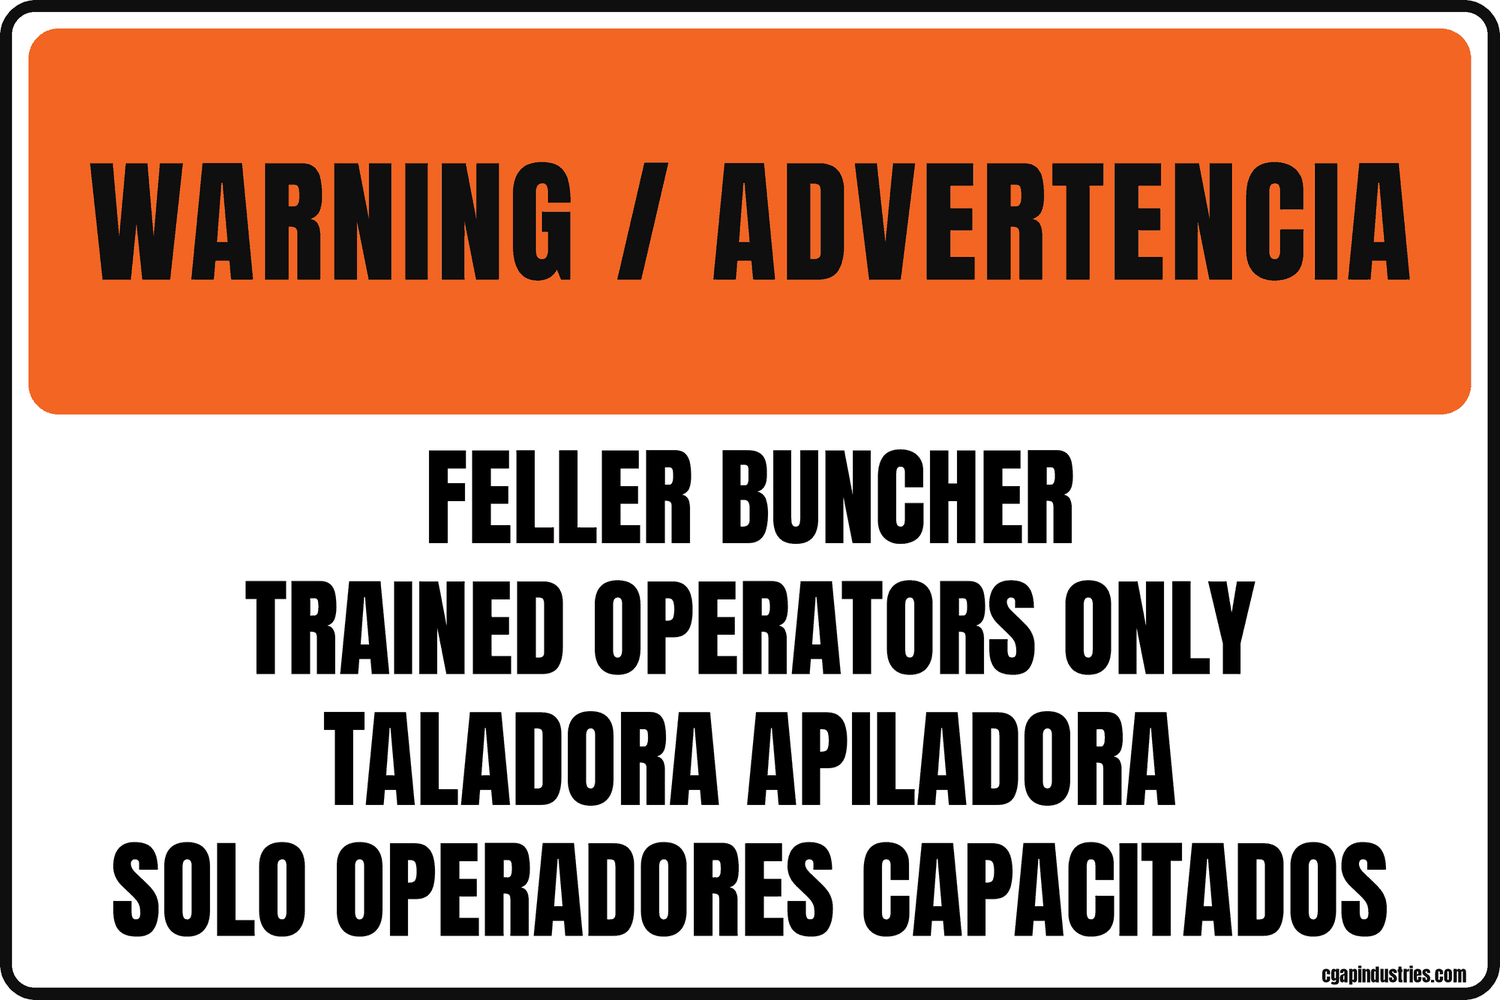 WARNING / ADVERTENCIA
FELLER BUNCHER
TRAINED OPERATORS ONLY
TALADORA APILADORA
SOLO OPERADORES CAPACITADOS
cgapindustries.com